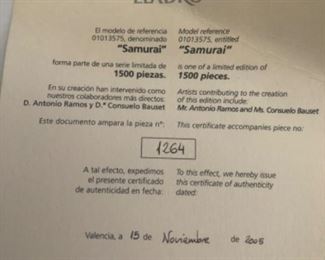 LLADRÓ
El modelo de referencia
01013575, denominado
"Samurai"
forma parte de una serie limitada de
1500 piezas.
En su creación han intervenido como
nuestros colaboradores más directos:
D. Antonio Ramos y D.ª Consuelo Bauset
Este documento ampara la pieza nº:
Model reference
01013575, entitled
"Samurai"
is one of a limited edition of
1500 pieces.
Artists contributing to the creation
of this edition include:
Mr. Antonio Ramos and Ms. Consuelo Bauset
This certificate accompanies piece no:
1264
A tal efecto, expedimos
el presente certificado
de autenticidad en fecha:
To this effect, we hereby issue
this certificate of authenticity
dated:
Valencia, a 15 de Noviembre de 2005